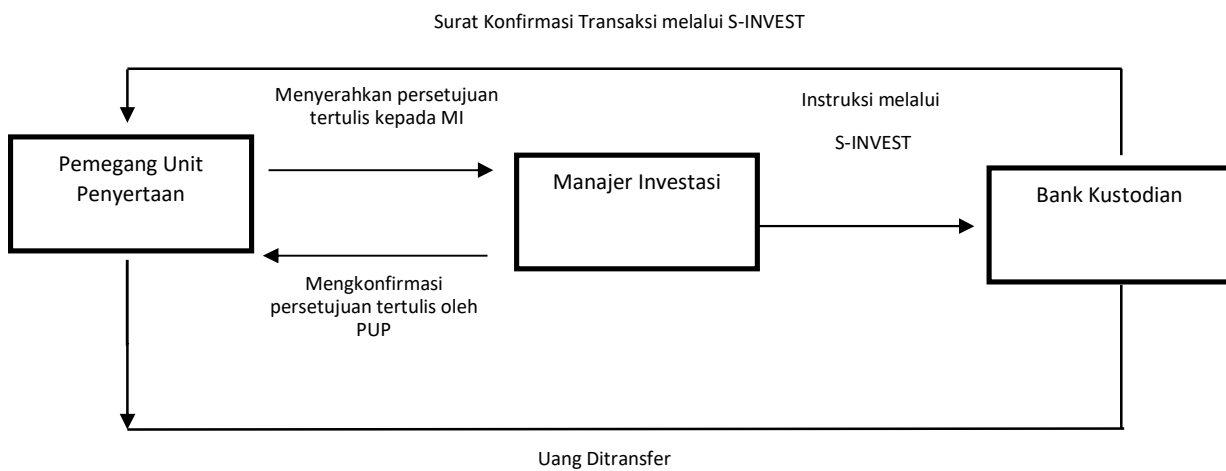 Surat Konfirmasi Transaksi melalui S-INVEST
Menyerahkan persetujuan
tertulis kepada MI
Instruksi melalui
S-INVEST
Pemegang Unit
Penyertaan
Manajer Investasi
Bank Kustodian
Mengkonfirmasi
persetujuan tertulis oleh
PUP
Uang Ditransfer